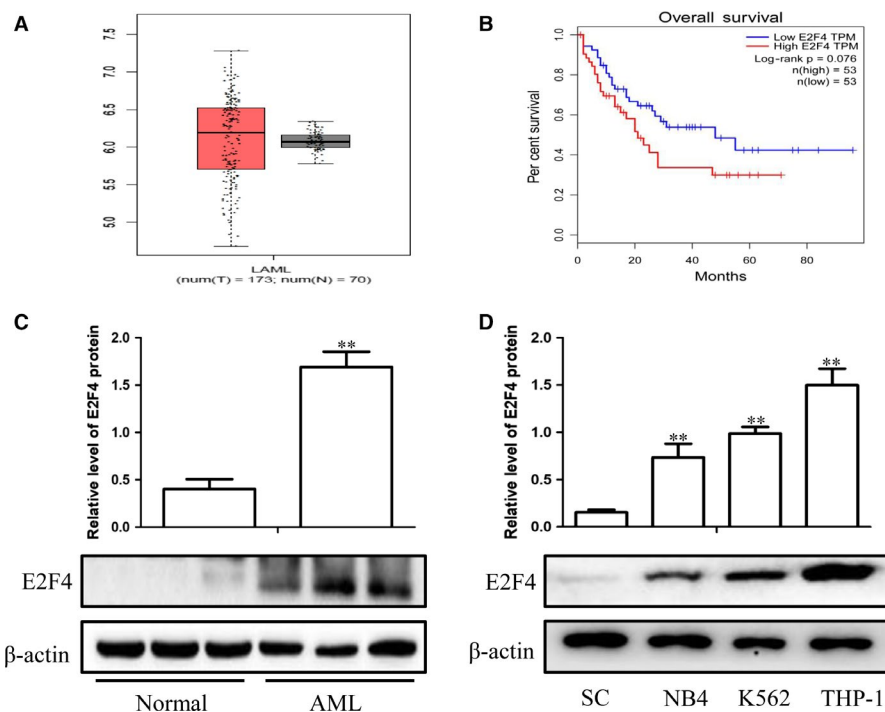 A
7.5
7.0
6.5
6.0
5.5
5.0
LAML
(num(T) = 173; num(N) = 70)
B
Overall survival
Low E2F4 TPM
High E2F4 TPM
Log-rank p = 0.076
n(high) = 53
n(low) = 53
Per cent survival
1.0
0.8
0.6
0.4
0.2
0.0
0 20 40 60 80
Months
C
Relative level of E2F4 protein
2.0
1.5
1.0
0.5
0.0
**
E2F4
β-actin
Normal AML
D
Relative level of E2F4 protein
2.0
1.5
1.0
0.5
0.0
** ** **
E2F4
β-actin
SC NB4 K562 THP-1